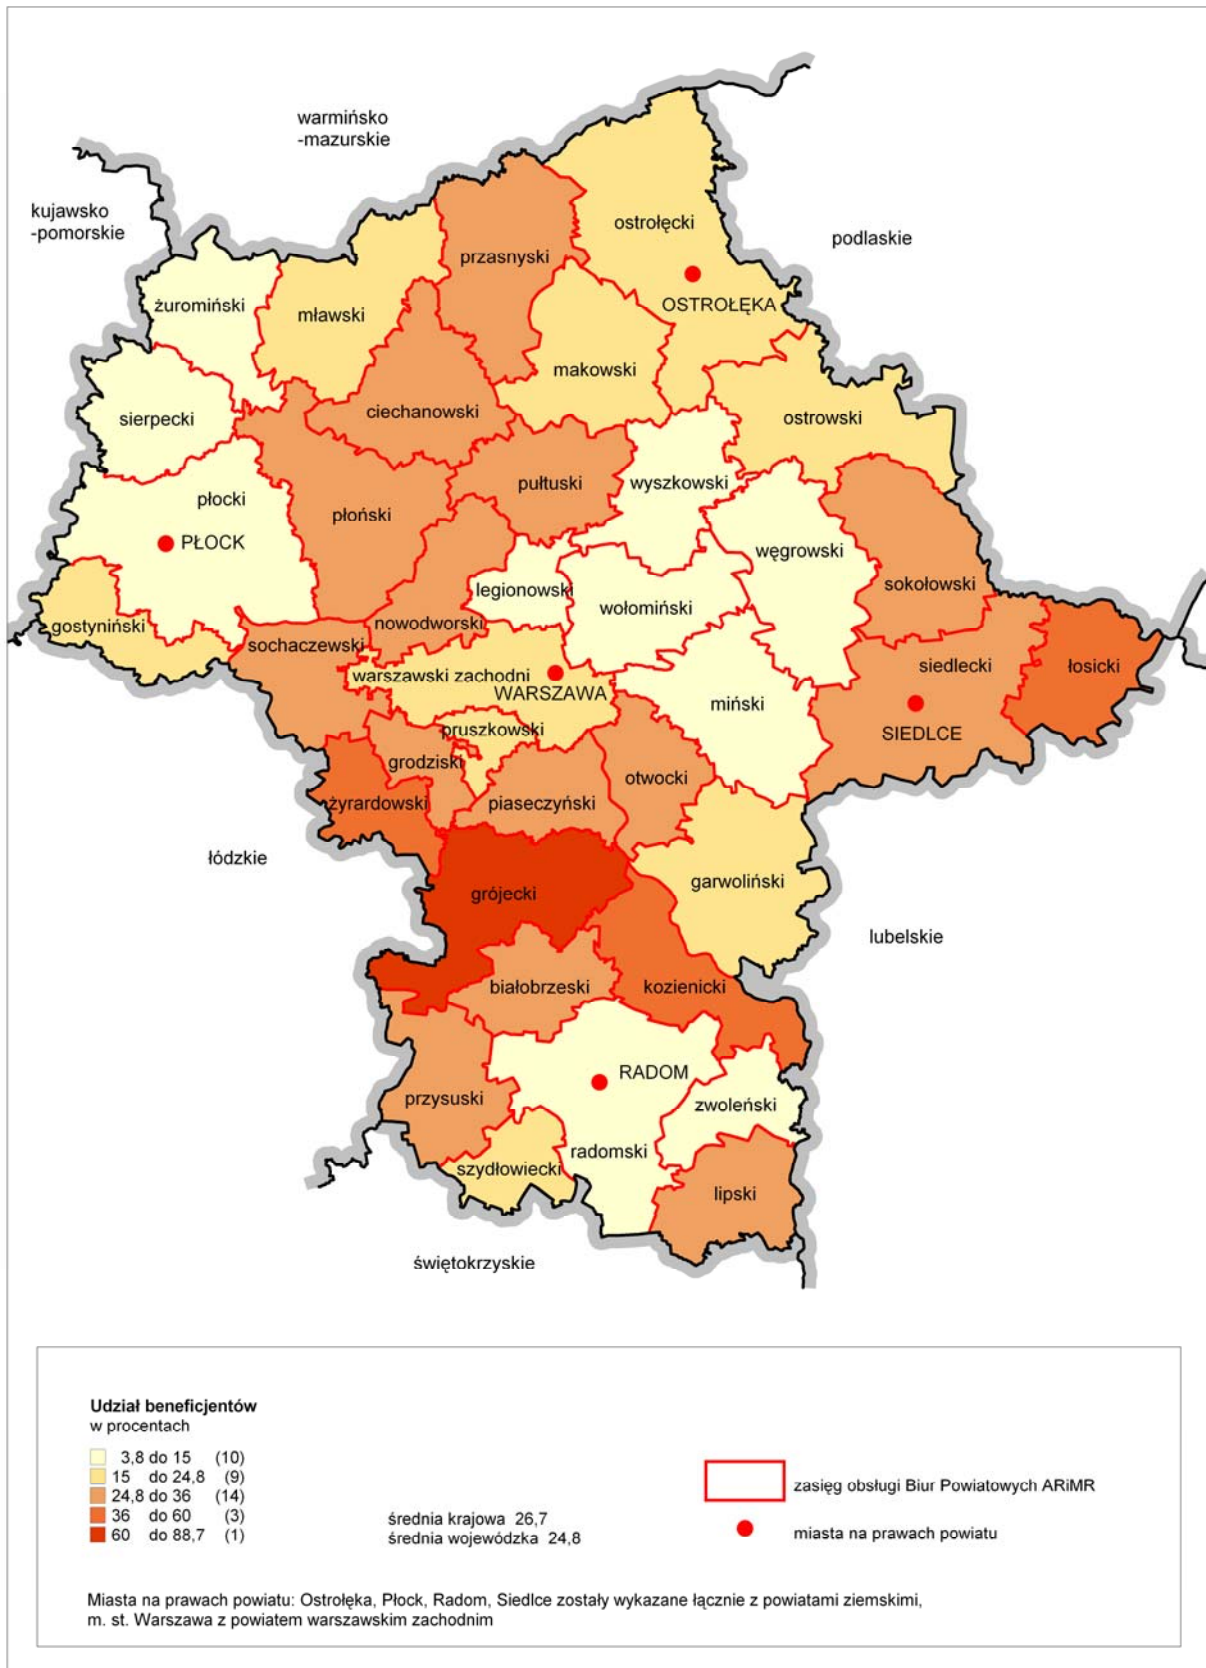 warmińsko
-mazurskie
kujawsko
-pomorskie
podlaskie
ostrołęcki
przasnyski
żuromiński
mławski
OSTROŁĘKA
makowski
ciechanowski
sierpecki
ostrowski
płocki
pułtuski
wyszkowski
płoński
PŁOCK
węgrowski
sokołowski
legionowski
wołomiński
gostyniński
nowodworski
sochaczewski
siedlecki
łosicki
warszawski zachodni
WARSZAWA
miński
pruszkowski
SIEDLCE
grodziski
otwocki
żyrardowski
piaseczyński
łódzkie
garwoliński
grójecki
lubelskie
białobrzeski
kozienicki
RADOM
przysuski
zwoleński
radomski
szydłowiecki
lipski
świętokrzyskie
Udział beneficjentów
w procentach
3,8 do 15 (10)
15 do 24,8 (9)
24,8 do 36 (14)
36 do 60 (3)
60 do 88,7 (1)
średnia krajowa 26,7
średnia wojewódzka 24,8
zasięg obsługi Biur Powiatowych ARiMR
miasta na prawach powiatu
Miasta na prawach powiatu: Ostrołęka, Płock, Radom, Siedlce zostały wykazane łącznie z powiatami ziemskimi,
m. st. Warszawa z powiatem warszawskim zachodnim